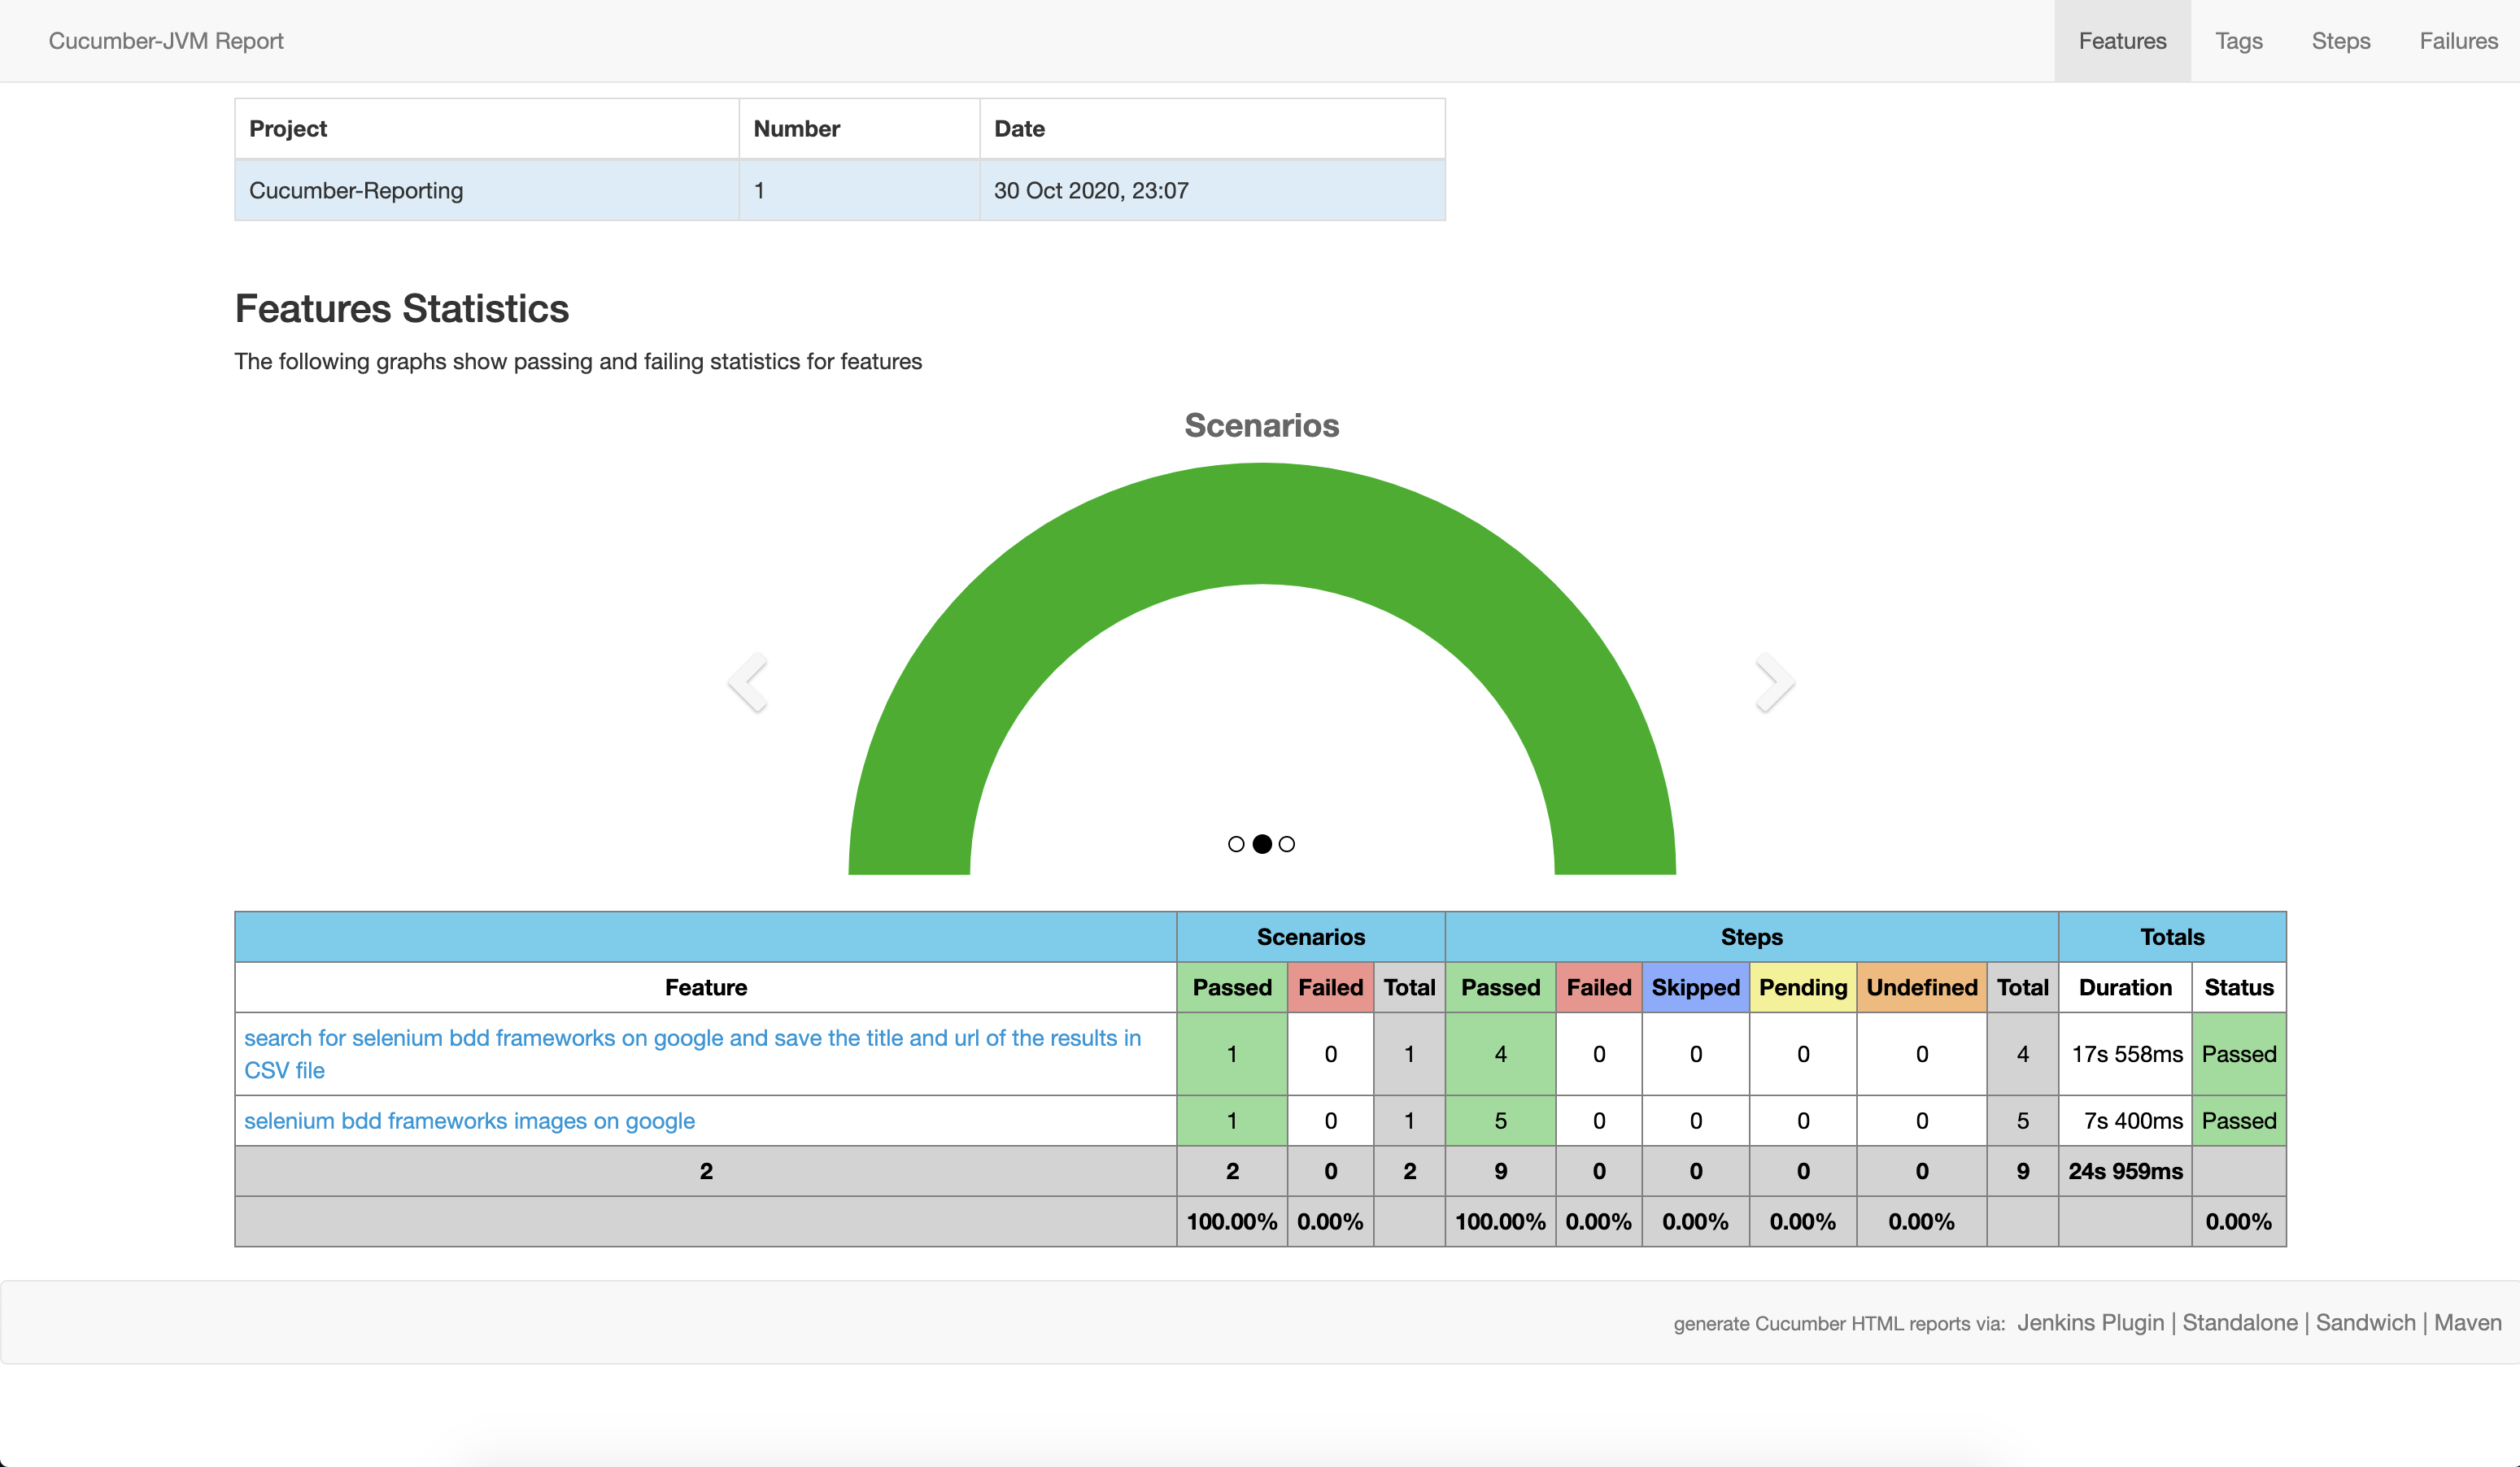 Cucumber-JVM Report Features Tags Steps Failures
Project Number Date
Cucumber-Reporting 1 30 Oct 2020, 23:07
Features Statistics
The following graphs show passing and failing statistics for features
Scenarios
Scenarios Steps Totals
Feature Passed Failed Total Passed Failed Skipped Pending Undefined Total Duration Status
search for selenium bdd frameworks on google and save the title and url of the results in
CSV file 1 0 1 4 0 0 0 0 4 17s 558ms Passed
selenium bdd frameworks images on google 1 0 1 5 0 0 0 0 5 7s 400ms Passed
2 2 0 2 9 0 0 0 0 9 24s 959ms
100.00% 0.00% 100.00% 0.00% 0.00% 0.00% 0.00% 0.00%
generate Cucumber HTML reports via: Jenkins Plugin | Standalone | Sandwich | Maven